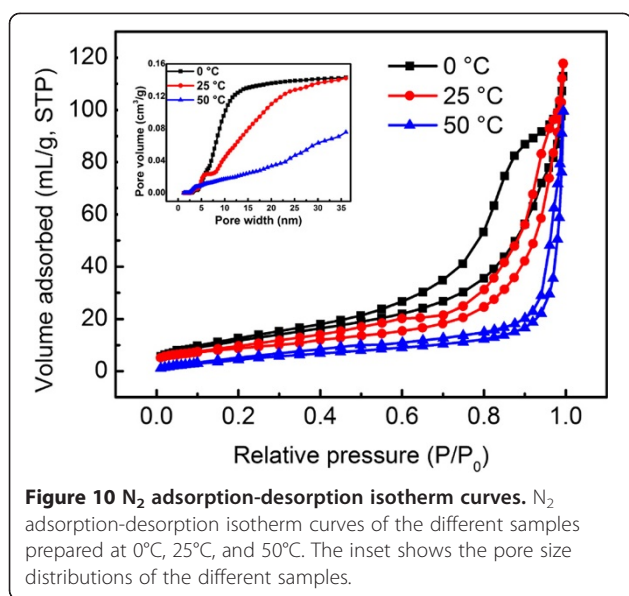 120
100
80
60
40
20
0
Volume adsorbed (mL/g, STP)
0 °C
25 °C
50 °C
0.16
0.12
0.08
0.04
0.00
Pore volume (cm³/g)
0 °C
25 °C
50 °C
0 5 10 15 20 25 30 35
Pore width (nm)
0.0 0.2 0.4 0.6 0.8 1.0
Relative pressure (P/P₀)
Figure 10 N₂ adsorption-desorption isotherm curves. N₂
adsorption-desorption isotherm curves of the different samples
prepared at 0°C, 25°C, and 50°C. The inset shows the pore size
distributions of the different samples.